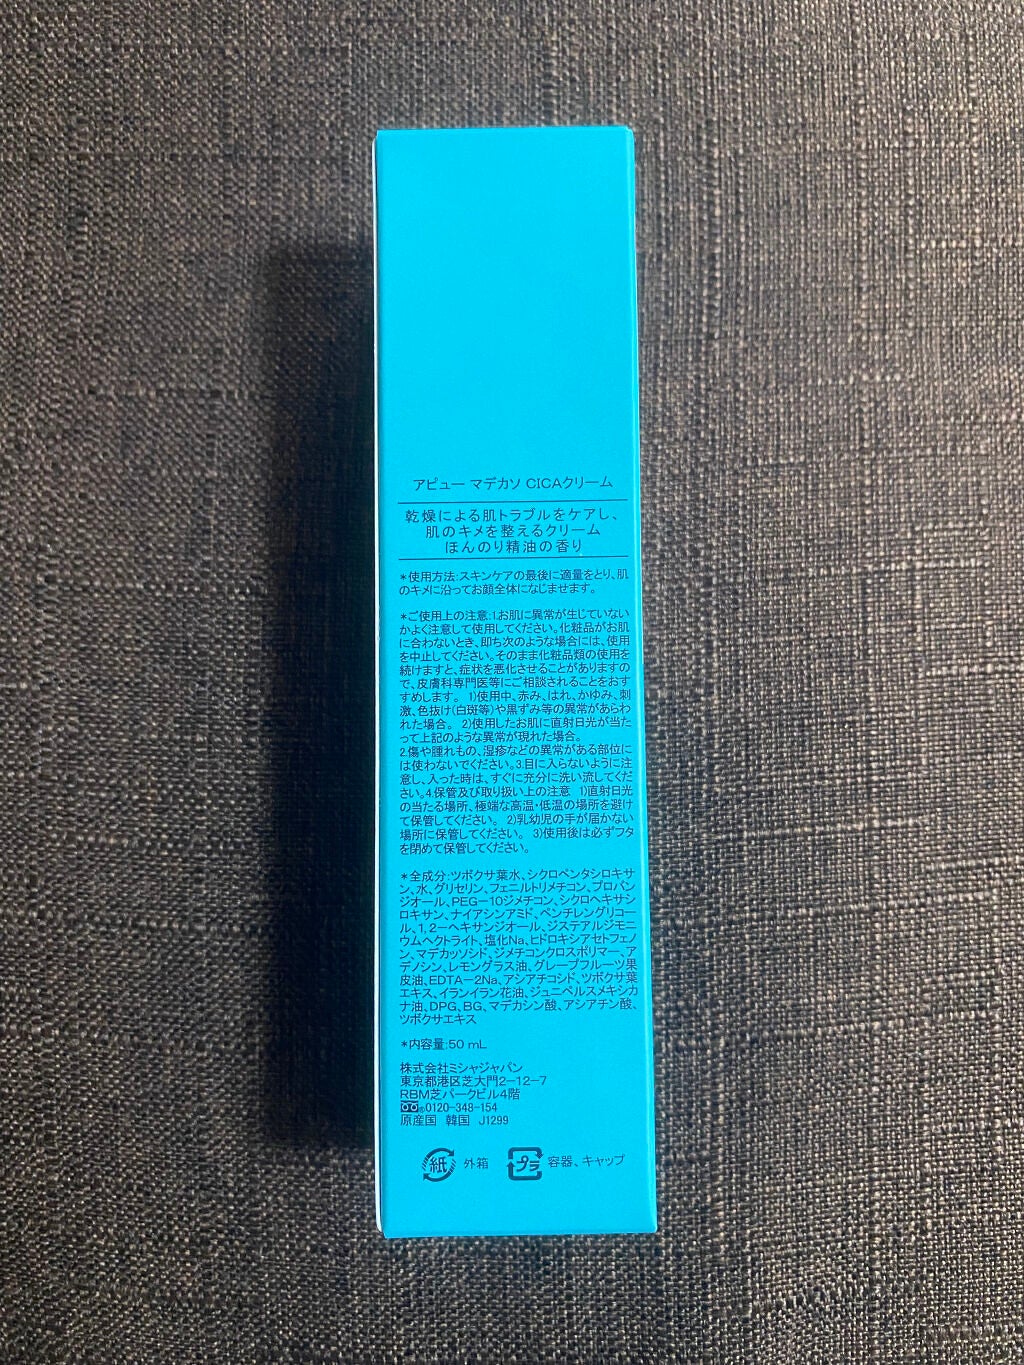 アピュー マデカソ CICAクリーム
乾燥による肌トラブルをケアし、
肌のキメを整えるクリーム
ほんのり精油の香り
*使用方法:スキンケアの最後に適量をとり、肌
のキメに沿ってお顔全体になじませます。
*ご使用上の注意:1.お肌に異常が生じていない
かよく注意して使用してください。化粧品がお肌
に合わないとき、即ち次のような場合には、使用
を中止してください。そのまま化粧品類の使用を
続けますと、症状を悪化させることがありますの
で、皮膚科専門医等にご相談されることをおす
すめします。 1)使用中、赤み、はれ、かゆみ、刺
激、色抜け(白斑等)や黒ずみ等の異常があらわ
れた場合。 2)使用したお肌に直射日光が当た
って上記のような異常が現れた場合。
2.傷や腫れもの、湿疹などの異常がある部位に
は使わないでください。3.目に入らないように注
意し、入った時は、すぐに充分に洗い流してくだ
さい。4.保管及び取り扱い上の注意 1)直射日光
の当たる場所、極端な高温・低温の場所を避け
て保管してください。 2)乳幼児の手が届かない
場所に保管してください。 3)使用後は必ずフタ
を閉めて保管してください。
*全成分:ツボクサ葉水、シクロペンタシロキサ
ン、水、グリセリン、フェニルトリメチコン、プロパン
ジオール、PEG-10ジメチコン、シクロヘキサシ
ロキサン、ナイアシンアミド、ペンチレングリコー
ル、1,2-ヘキサンジオール、ジステアルジモニ
ウムヘクトライト、塩化Na、ヒドロキシアセトフェノ
ン、マデカッソシド、ジメチコンクロスポリマー、ア
デノシン、レモングラス油、グレープフルーツ果
皮油、EDTA-2Na、アシアチコシド、ツボクサ葉
エキス、イランイラン花油、ジュニペルスメキシカ
ナ油、DPG、BG、マデカシン酸、アシアチン酸、
ツボクサエキス
*内容量:50 mL
株式会社ミシャジャパン
東京都港区芝大門2-12-7
RBM芝パークビル4階
0120-348-154
原産国 韓国 J1299
紙 外箱 プラ 容器、キャップ